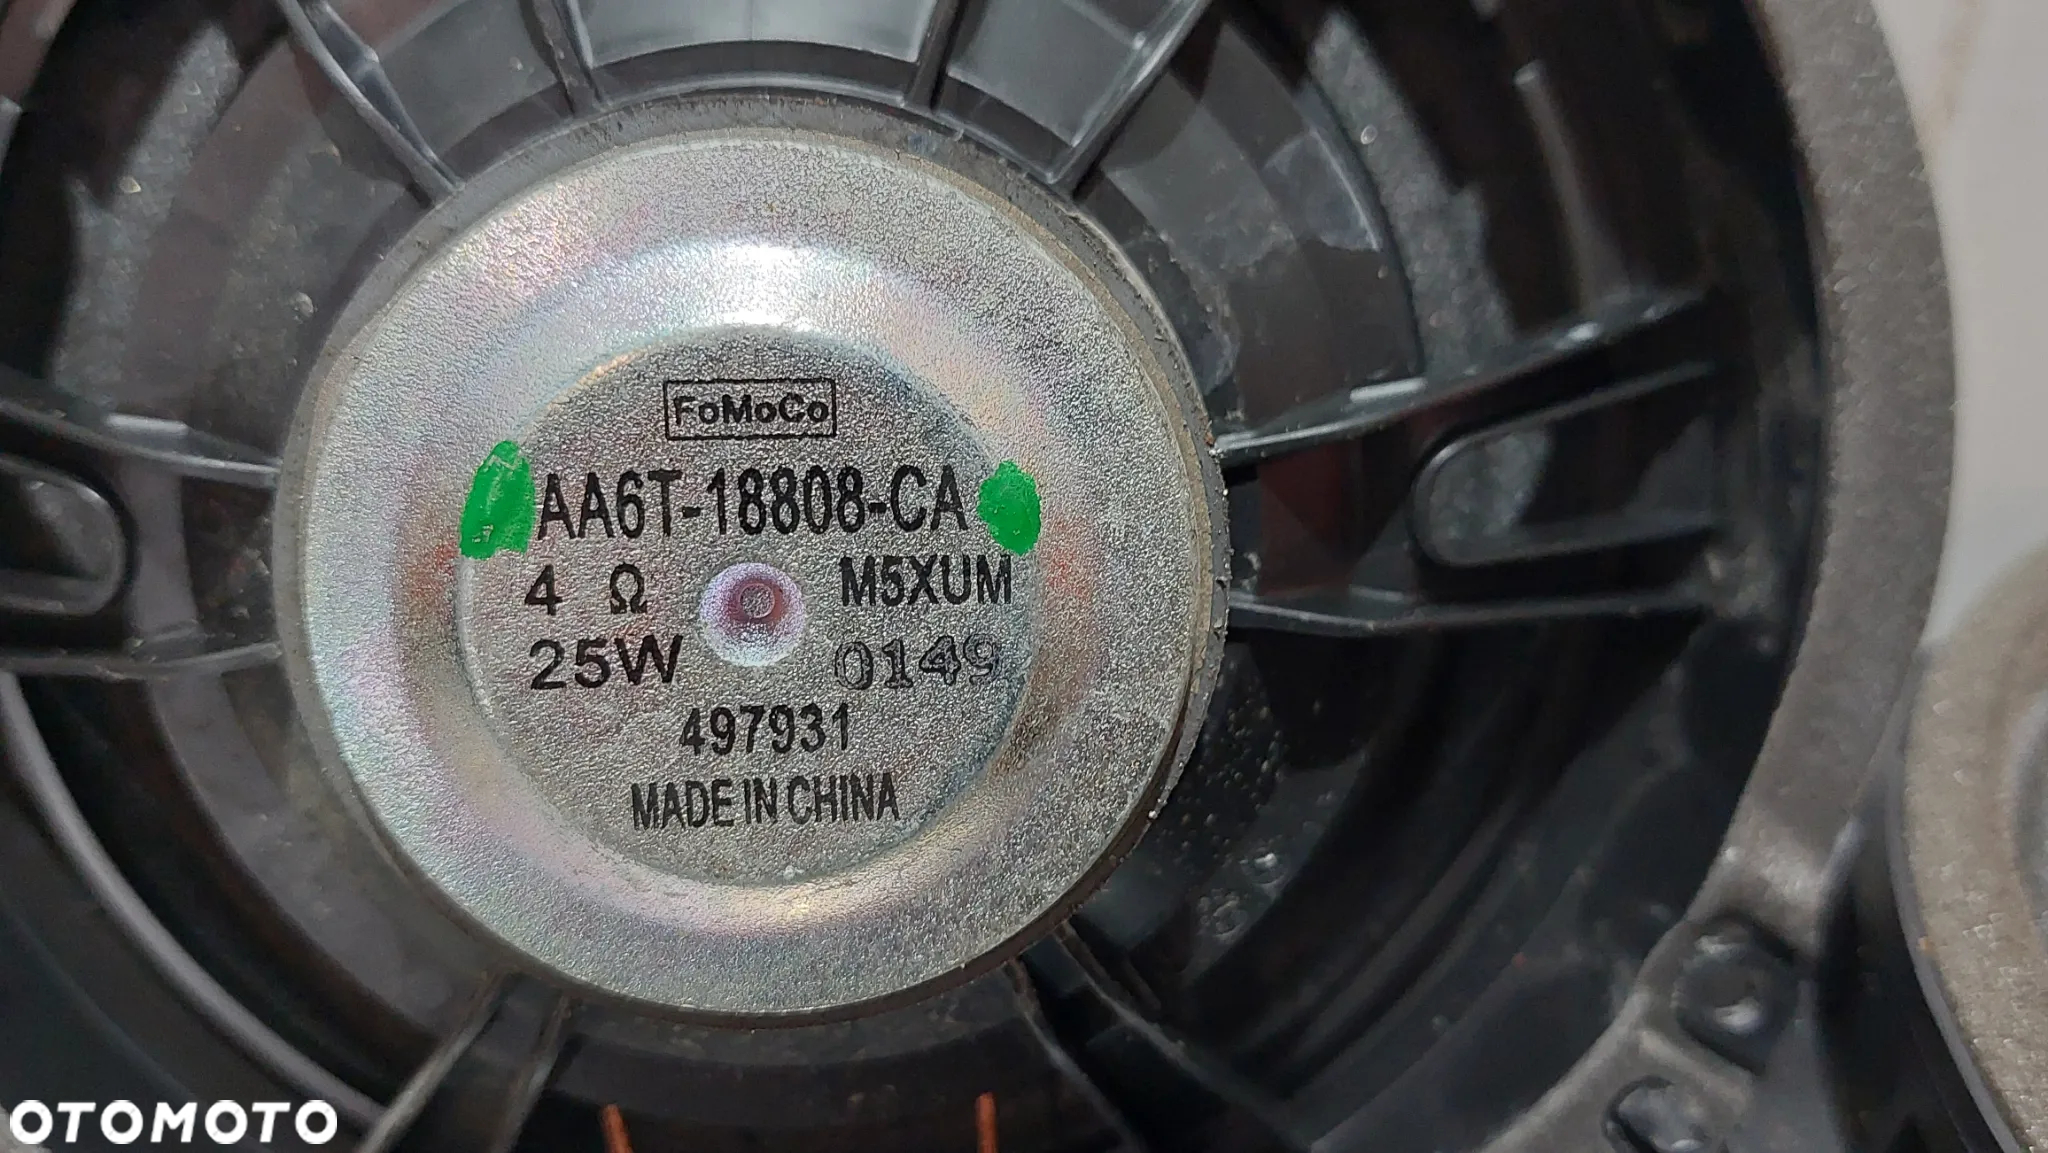 FoMoCo
AA6T-18808-CA
4 Ω M5XUM
25W 0149
497931
MADE IN CHINA
OTOMOTO